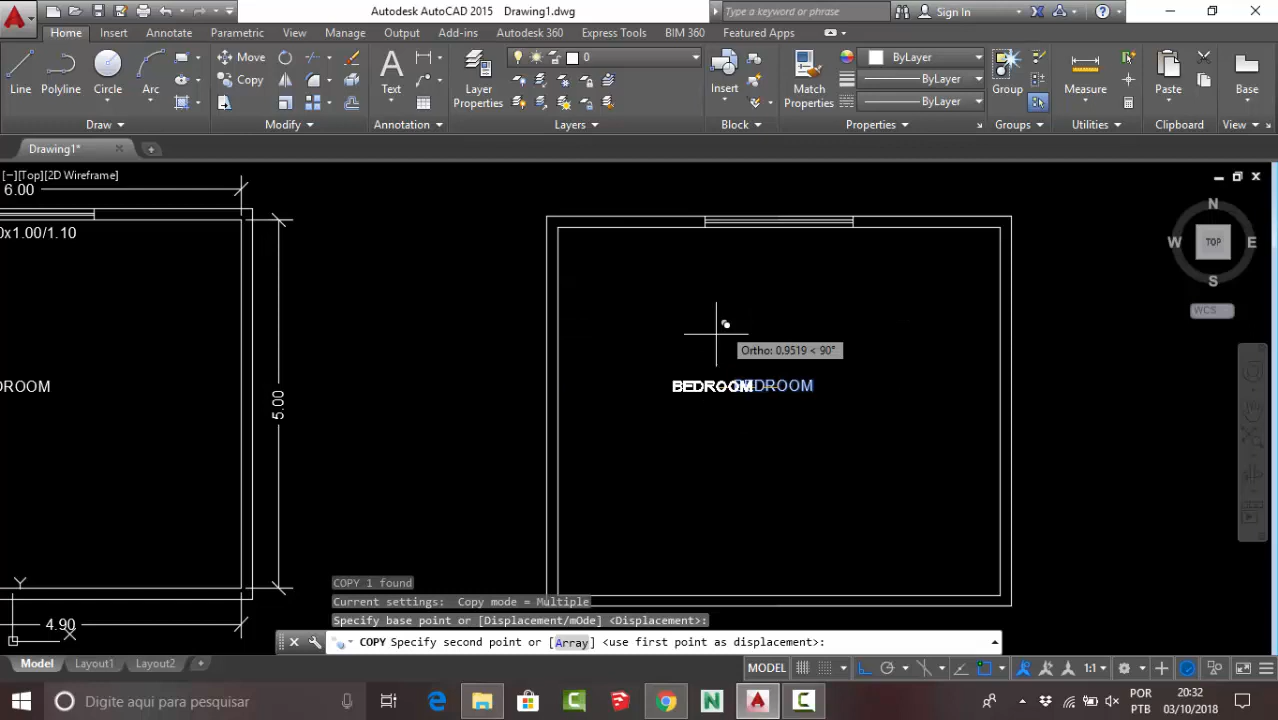 Autodesk AutoCAD 2015 Drawing1.dwg
Type a keyword or phrase
Sign In
Home Insert Annotate Parametric View Manage Output Add-ins Autodesk 360 Express Tools BIM 360 Featured Apps
Line
Polyline
Circle
Arc
Draw
Move
Copy
Modify
Text
Annotation
Layer
Properties
0
Layers
Insert
Block
Match
Properties
ByLayer
ByLayer
ByLayer
Properties
Group
Groups
Measure
Utilities
Paste
Clipboard
Base
View
Drawing1*
[−][Top][2D Wireframe]
6.00
0x1.00/1.10
DROOM
5.00
4.90
Y
X
BEDROOM
BEDROOM
Ortho: 0.9519 < 90°
N
W
TOP
E
S
WCS
COPY 1 found
Current settings: Copy mode = Multiple
Specify base point or [Displacement/mOde] <Displacement>:
COPY Specify second point or [Array] <use first point as displacement>:
Model Layout1 Layout2
MODEL
1:1
Digite aqui para pesquisar
POR
PTB
20:32
03/10/2018